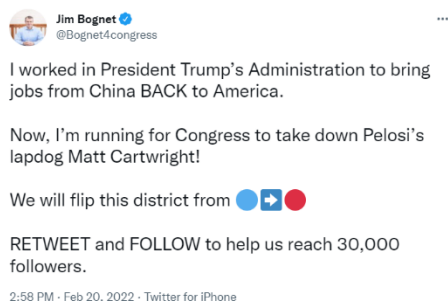 Jim Bognet
@Bognet4congress
I worked in President Trump's Administration to bring
jobs from China BACK to America.
Now, I'm running for Congress to take down Pelosi's
lapdog Matt Cartwright!
We will flip this district from 🔵➡️🔴
RETWEET and FOLLOW to help us reach 30,000
followers.
2:58 PM · Feb 20, 2022 · Twitter for iPhone